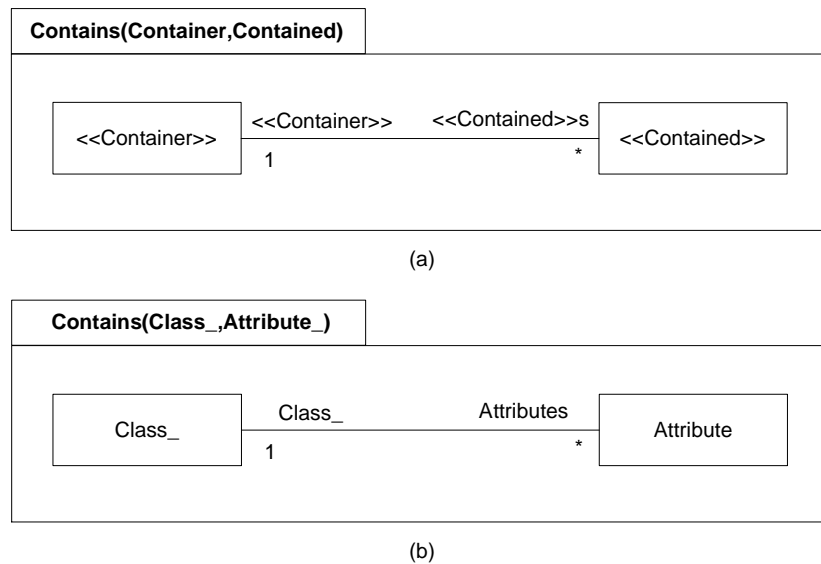 Contains(Container,Contained)
<<Container>> <<Contained>>s
<<Container>> <<Contained>>
1 *
(a)
Contains(Class_,Attribute_)
Class_ Attributes
Class_ Attribute
1 *
(b)